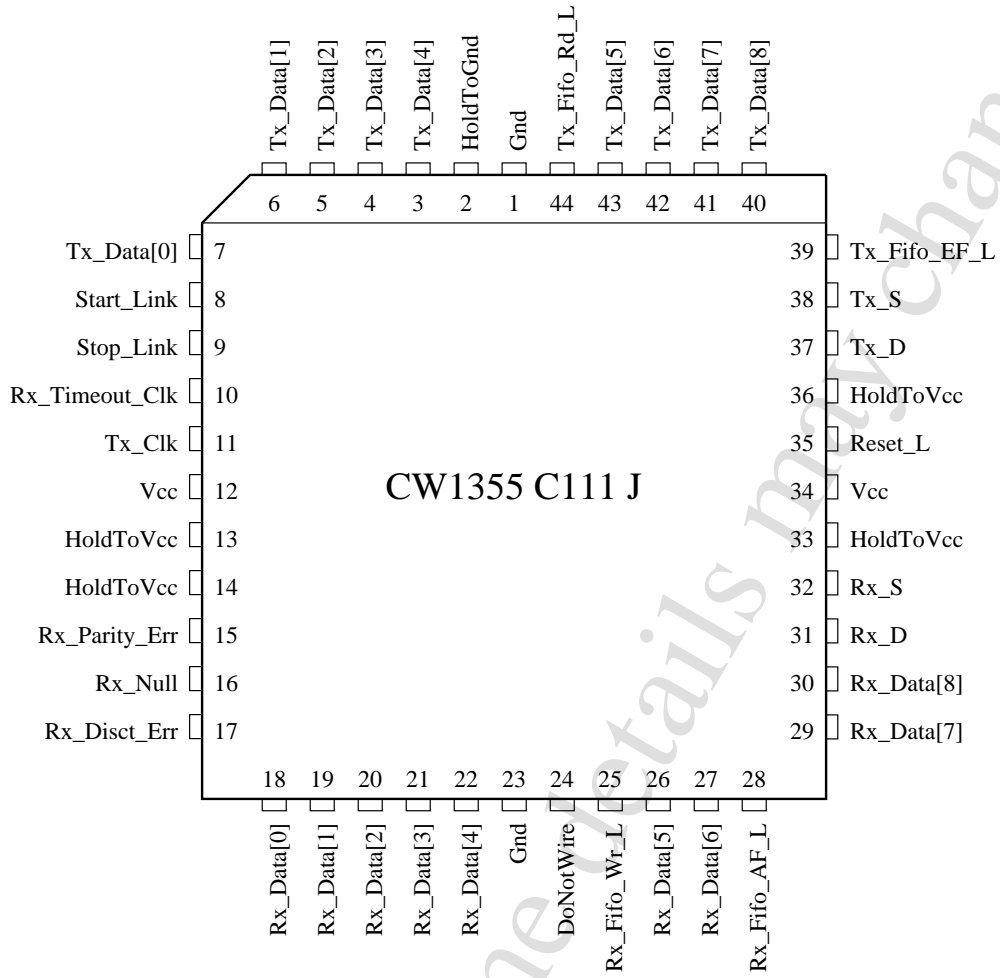 Tx_Data[1]
Tx_Data[2]
Tx_Data[3]
Tx_Data[4]
HoldToGnd
Gnd
Tx_Fifo_Rd_L
Tx_Data[5]
Tx_Data[6]
Tx_Data[7]
Tx_Data[8]
6 5 4 3 2 1 44 43 42 41 40
Tx_Data[0] 7
Start_Link 8
Stop_Link 9
Rx_Timeout_Clk 10
Tx_Clk 11
Vcc 12
HoldToVcc 13
HoldToVcc 14
Rx_Parity_Err 15
Rx_Null 16
Rx_Disct_Err 17
CW1355 C111 J
39 Tx_Fifo_EF_L
38 Tx_S
37 Tx_D
36 HoldToVcc
35 Reset_L
34 Vcc
33 HoldToVcc
32 Rx_S
31 Rx_D
30 Rx_Data[8]
29 Rx_Data[7]
18 19 20 21 22 23 24 25 26 27 28
Rx_Data[0]
Rx_Data[1]
Rx_Data[2]
Rx_Data[3]
Rx_Data[4]
Gnd
DoNotWire
Rx_Fifo_Wr_L
Rx_Data[5]
Rx_Data[6]
Rx_Fifo_AF_L
details may